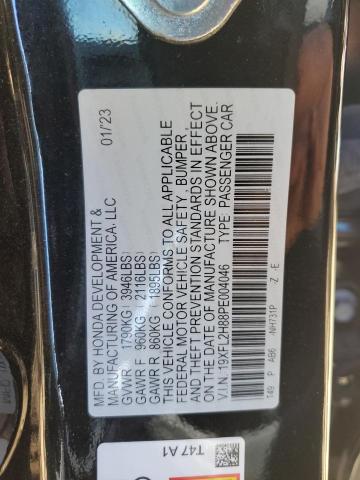 MFD. BY HONDA DEVELOPMENT &
MANUFACTURING OF AMERICA, LLC 01/'23
GVWR 1790KG( 3946LBS)
GAWR F 960KG( 2116LBS)
GAWR R 860KG( 1895LBS)
THIS VEHICLE CONFORMS TO ALL APPLICABLE
FEDERAL MOTOR VEHICLE SAFETY, BUMPER,
AND THEFT PREVENTION STANDARDS IN EFFECT
ON THE DATE OF MANUFACTURE SHOWN ABOVE.
V.I.N: 19XFL2H88PE004046 TYPE: PASSENGER CAR
T49 P AB6 -NH731P Z E
T47 A1